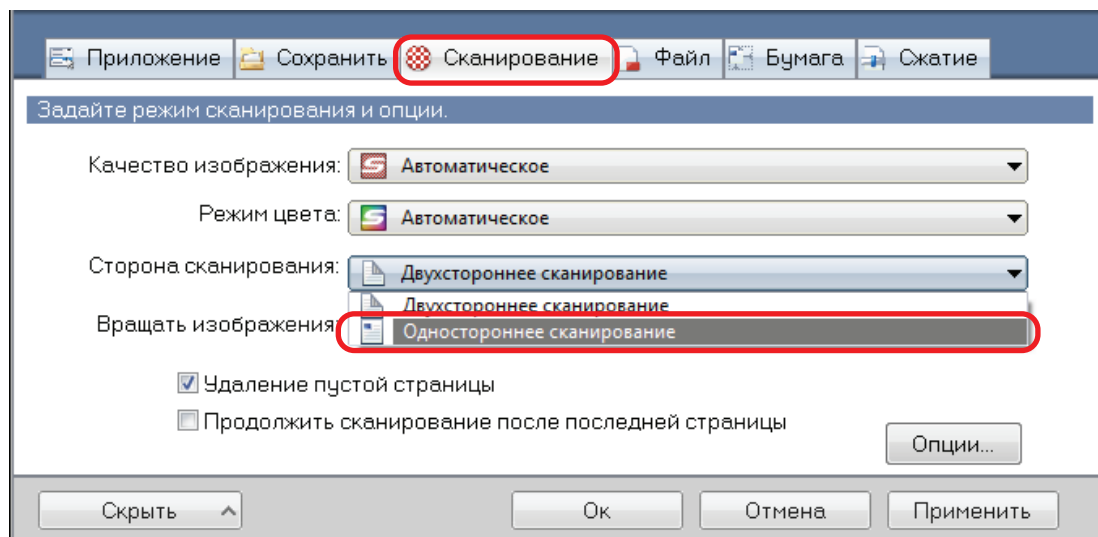 Приложение Сохранить Сканирование Файл Бумага Сжатие
Задайте режим сканирования и опции.
Качество изображения: Автоматическое
Режим цвета: Автоматическое
Сторона сканирования: Двухстороннее сканирование
Двухстороннее сканирование
Вращать изображения: Одностороннее сканирование
Удаление пустой страницы
Продолжить сканирование после последней страницы
Опции...
Скрыть Ок Отмена Применить